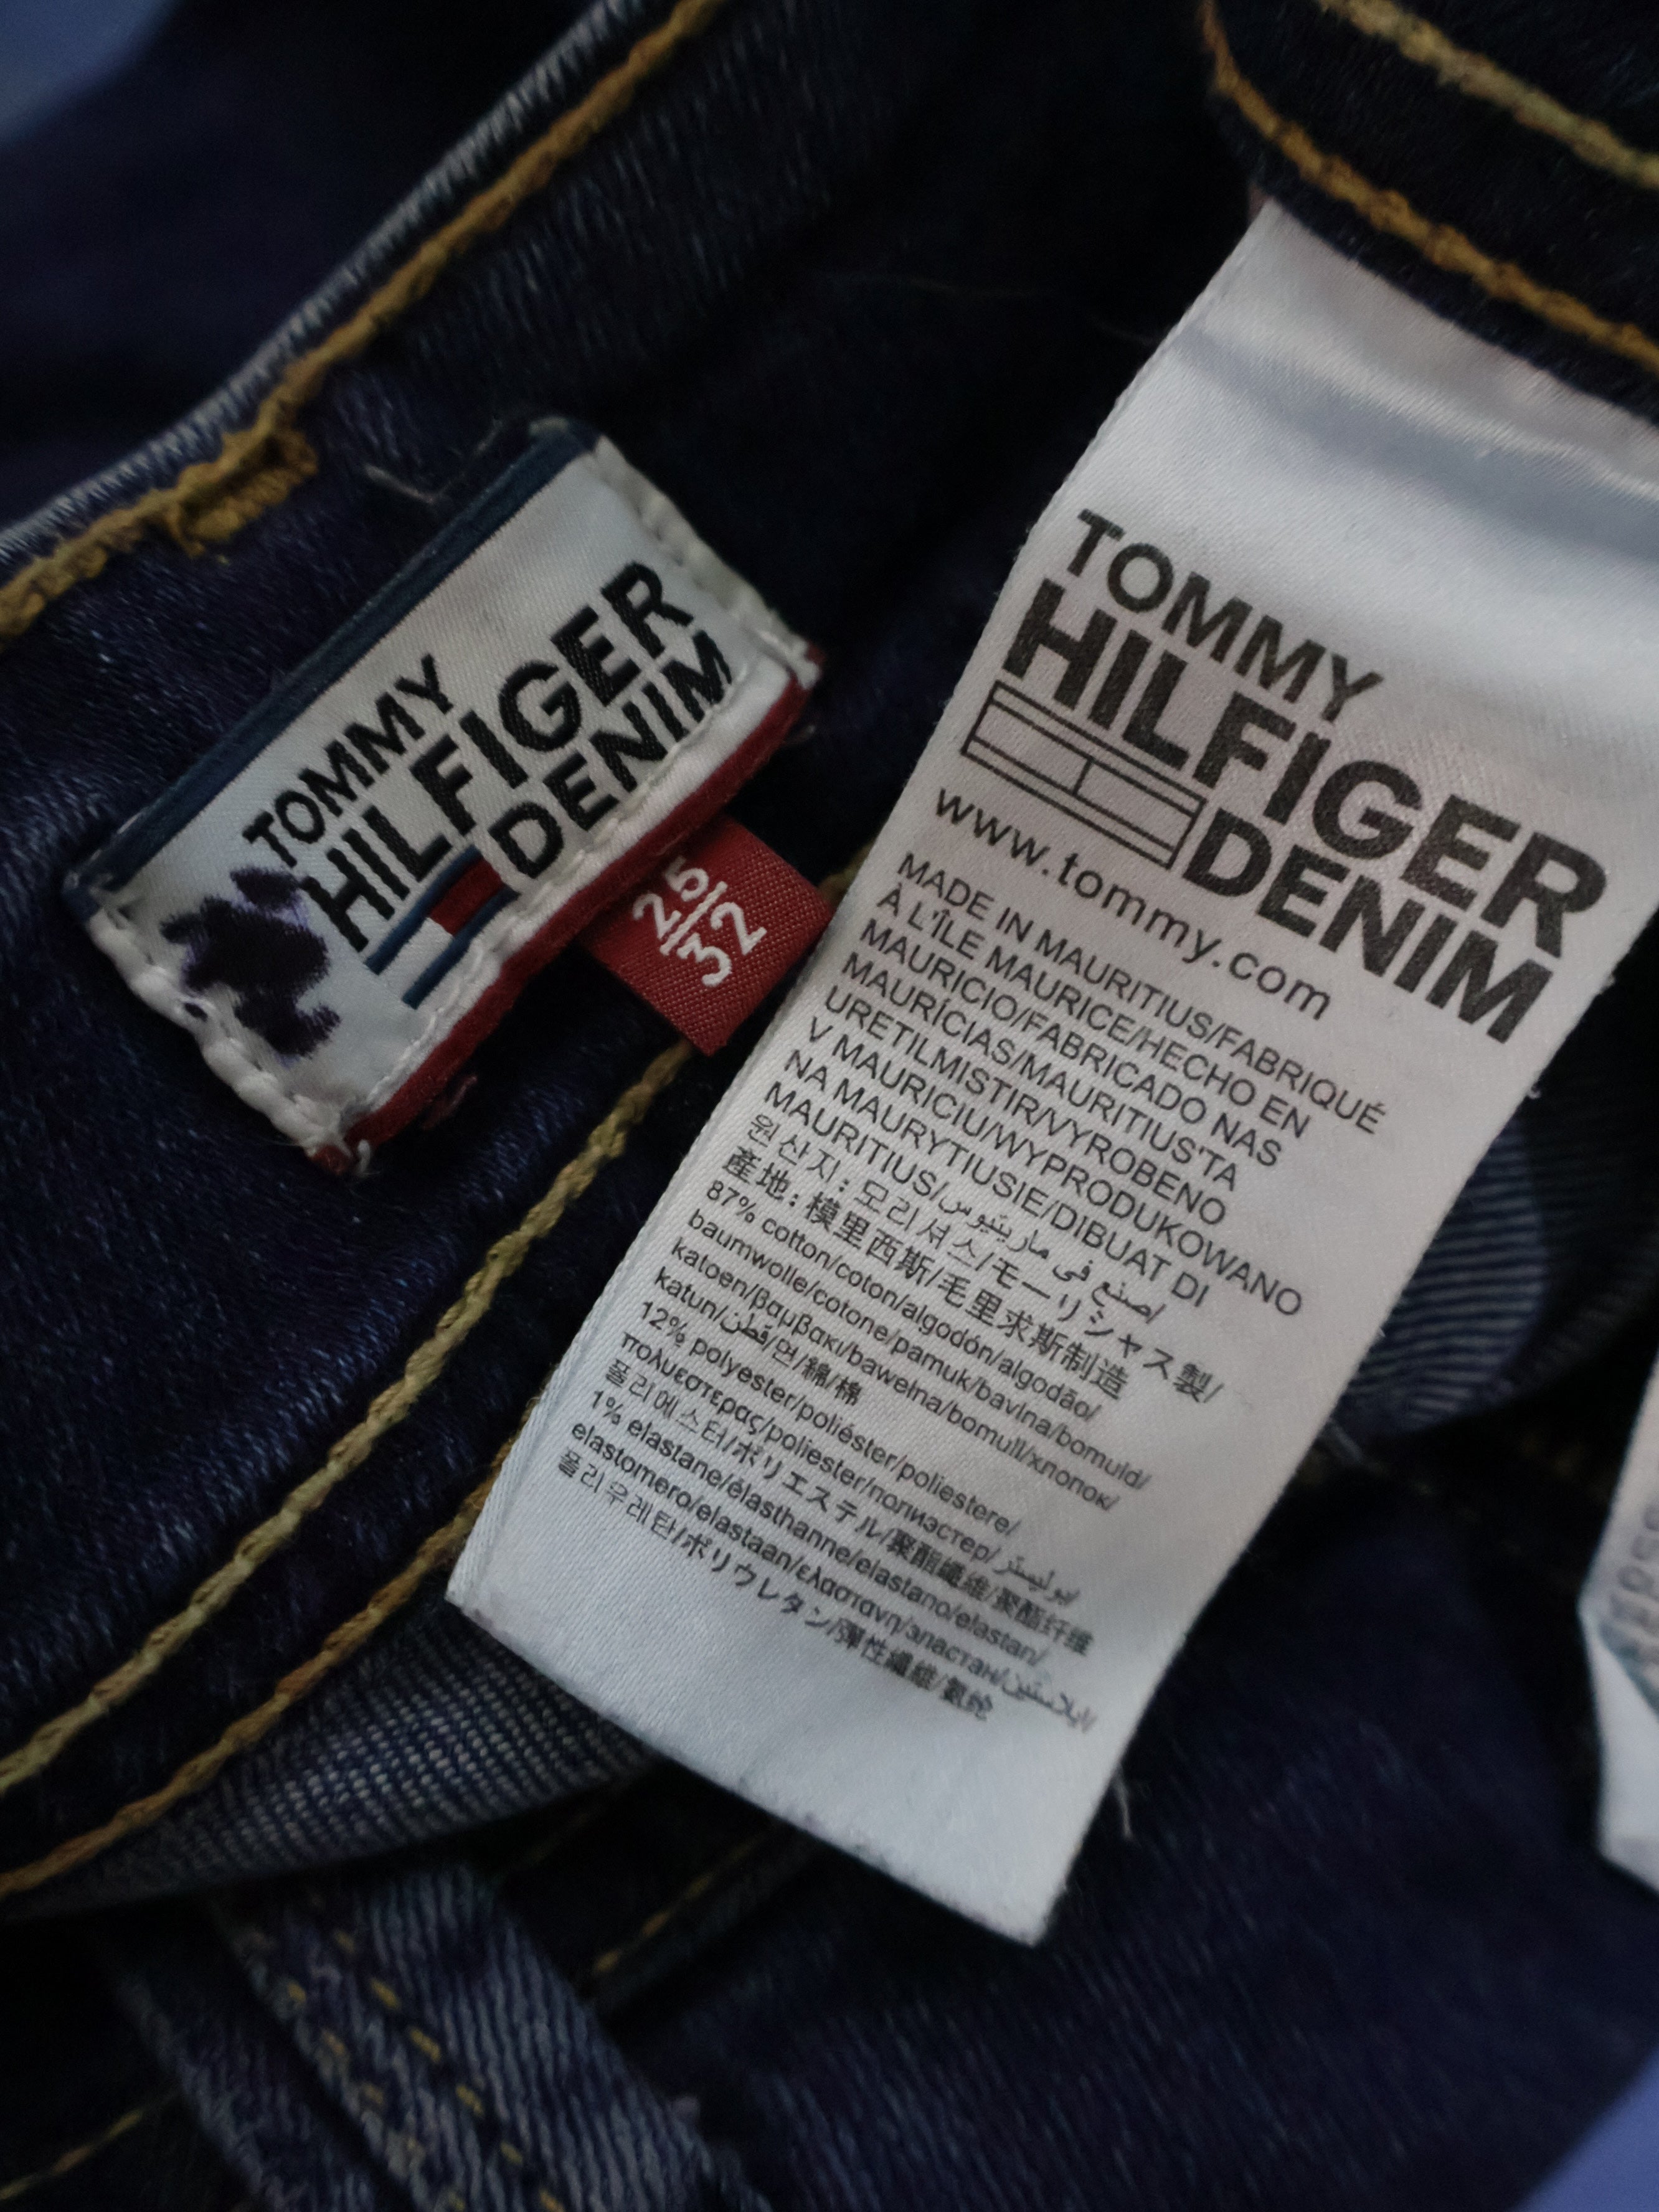 TOMMY
HILFIGER
DENIM
25/
32
TOMMY
HILFIGER
DENIM
www.tommy.com
MADE IN MAURITIUS/FABRIQUÉ
À L'ÎLE MAURICE/HECHO EN
MAURICIO/FABRICADO NAS
MAURÍCIAS/MAURITIUS'TA
URETILMISTIR/VYROBENO
V MAURICIU/WYPRODUKOWANO
NA MAURYTIUSIE/DIBUAT DI
MAURITIUS/صنع في ماريتيوس/
원산지:모리셔스/モーリシャス製/
產地:模里西斯/毛里求斯制造
87% cotton/coton/algodón/algodão/
baumwolle/cotone/pamuk/bavlna/bomuld/
katoen/βαμβακι/bawełna/bomull/хлопок/
katun/قطن/면/綿/棉
12% polyester/poliéster/poliestere/
πολυεστερας/poliester/полиэстер/بوليستر/
폴리에스터/ポリエステル/聚酯纖維/聚酯纤维
1% elastane/élasthanne/elastano/elastan/
elastomero/elastaan/ελαστανη/эластан/ايلاستين/
폴리우레탄/ポリウレタン/彈性纖維/氨纶